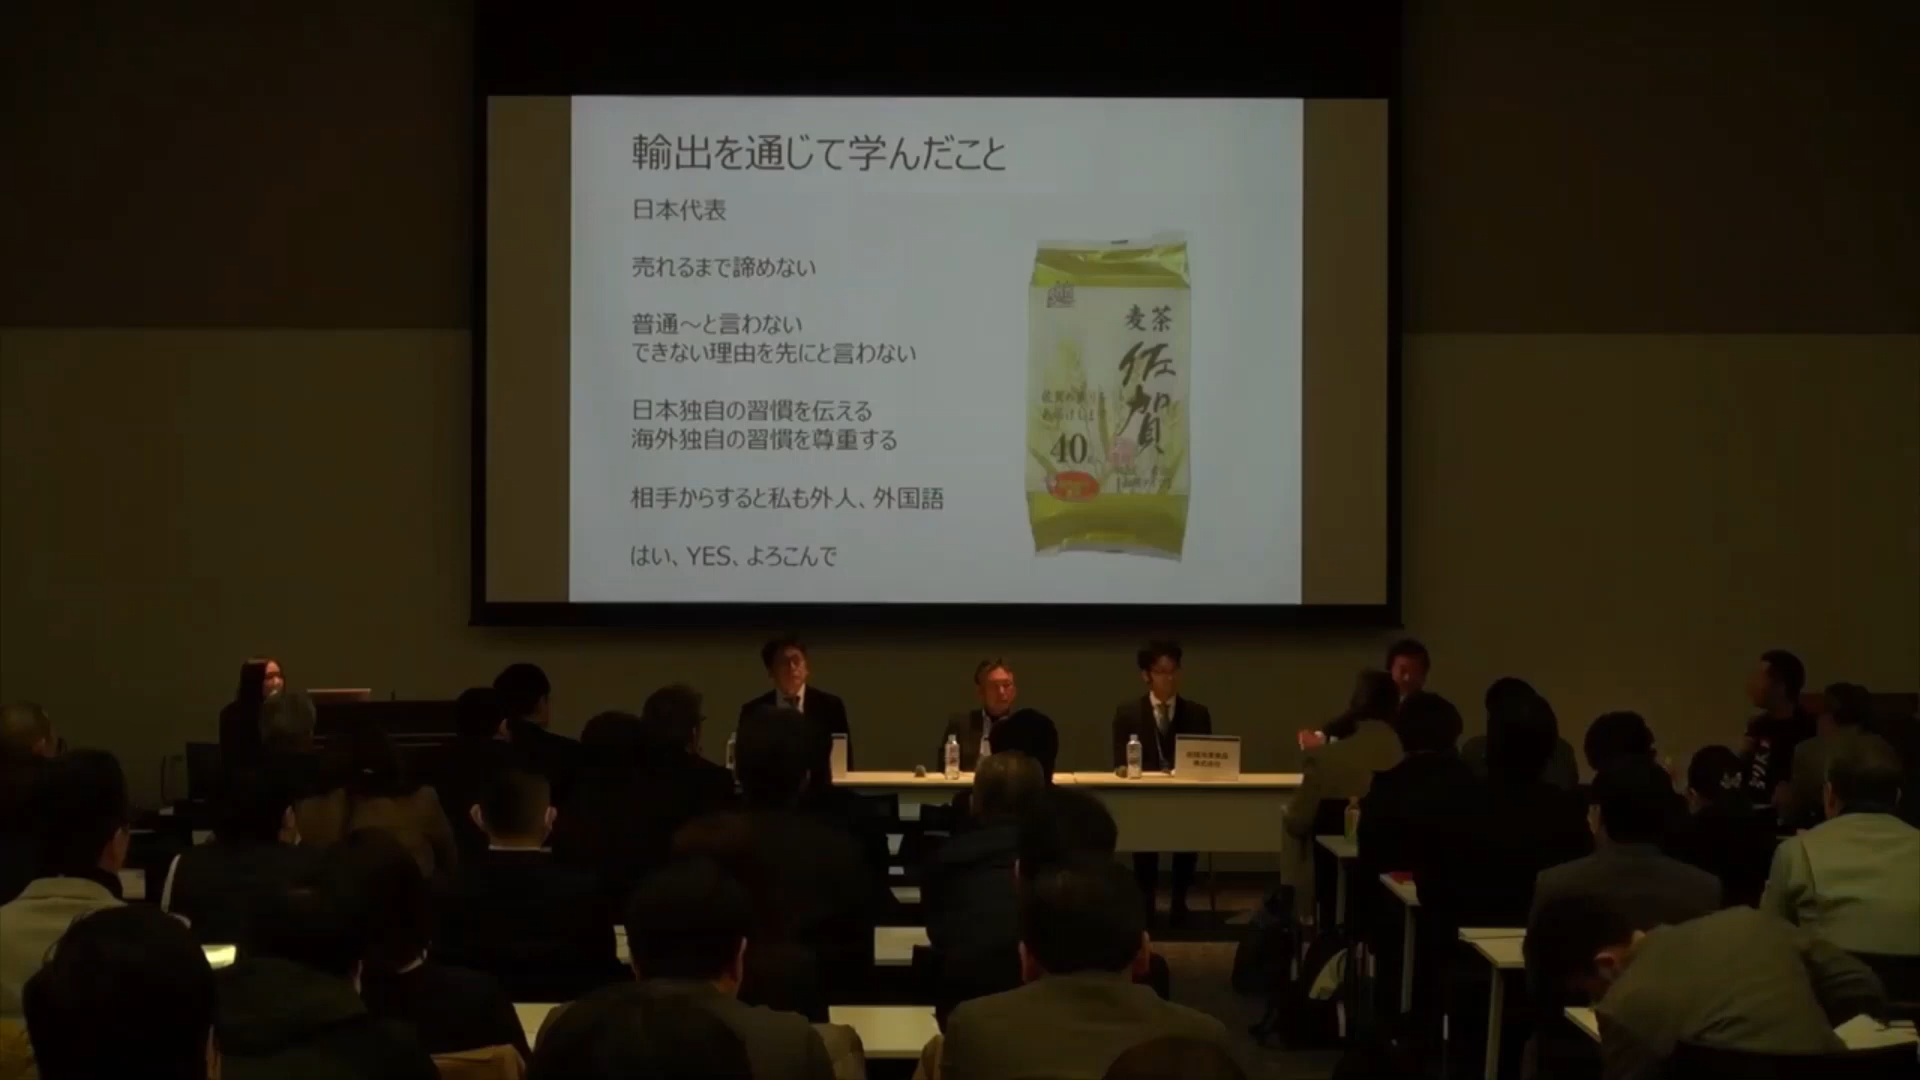 輸出を通じて学んだこと
日本代表
売れるまで諦めない
普通～と言わない
できない理由を先にと言わない
日本独自の習慣を伝える
海外独自の習慣を尊重する
相手からすると私も外人、外国語
はい、YES、よろこんで
麦茶
佐賀
40
株式会社